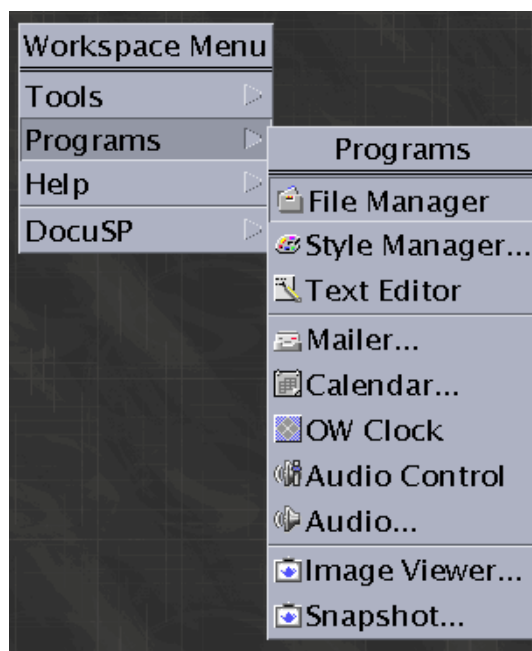 Workspace Menu
Tools
Programs
Help
DocuSP
Programs
File Manager
Style Manager...
Text Editor
Mailer...
Calendar...
OW Clock
Audio Control
Audio...
Image Viewer...
Snapshot...